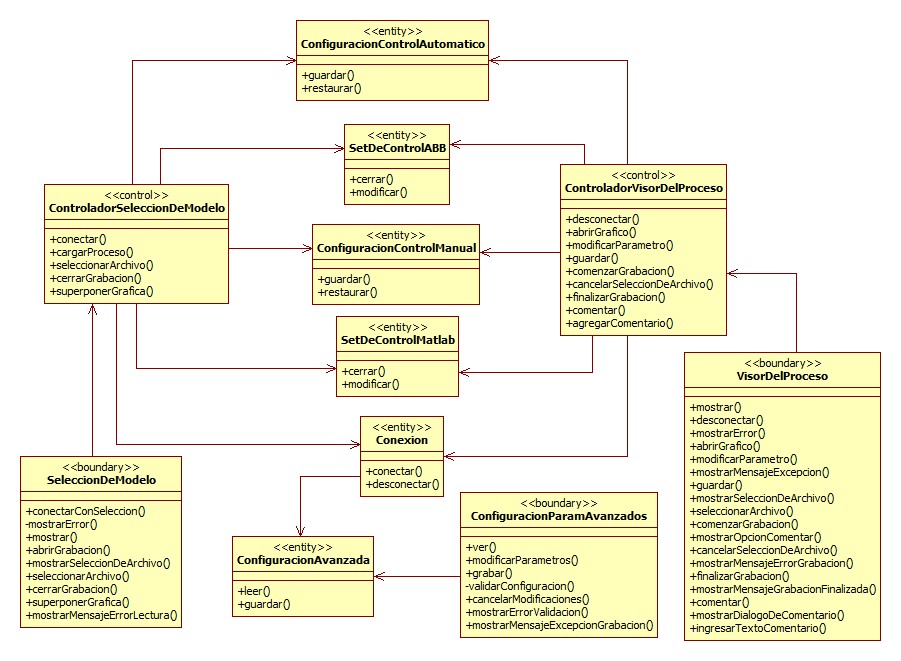 <<entity>>
ConfiguracionControlAutomatico
+guardar()
+restaurar()
<<entity>>
SetDeControlABB
+cerrar()
+modificar()
<<control>>
ControladorSeleccionDeModelo
+conectar()
+cargarProceso()
+seleccionarArchivo()
+cerrarGrabacion()
+superponerGrafica()
<<control>>
ControladorVisorDelProceso
+desconectar()
+abrirGrafico()
+modificarParametro()
+guardar()
+comenzarGrabacion()
+cancelarSeleccionDeArchivo()
+finalizarGrabacion()
+comentar()
+agregarComentario()
<<entity>>
ConfiguracionControlManual
+guardar()
+restaurar()
<<entity>>
SetDeControlMatlab
+cerrar()
+modificar()
<<boundary>>
VisorDelProceso
+mostrar()
+desconectar()
+mostrarError()
+abrirGrafico()
+modificarParametro()
+mostrarMensajeExcepcion()
+guardar()
+mostrarSeleccionDeArchivo()
+seleccionarArchivo()
+comenzarGrabacion()
+mostrarOpcionComentar()
+cancelarSeleccionDeArchivo()
+mostrarMensajeErrorGrabacion()
+finalizarGrabacion()
+mostrarMensajeGrabacionFinalizada()
+comentar()
+mostrarDialogoDeComentario()
+ingresarTextoComentario()
<<entity>>
Conexion
+conectar()
+desconectar()
<<boundary>>
SeleccionDeModelo
+conectarConSeleccion()
-mostrarError()
+mostrar()
+abrirGrabacion()
+mostrarSeleccionDeArchivo()
+seleccionarArchivo()
+cerrarGrabacion()
+superponerGrafica()
+mostrarMensajeErrorLectura()
<<entity>>
ConfiguracionAvanzada
+leer()
+guardar()
<<boundary>>
ConfiguracionParamAvanzados
+ver()
+modificarParametros()
+grabar()
-validarConfiguracion()
+cancelarModificaciones()
+mostrarErrorValidacion()
+mostrarMensajeExcepcionGrabacion()